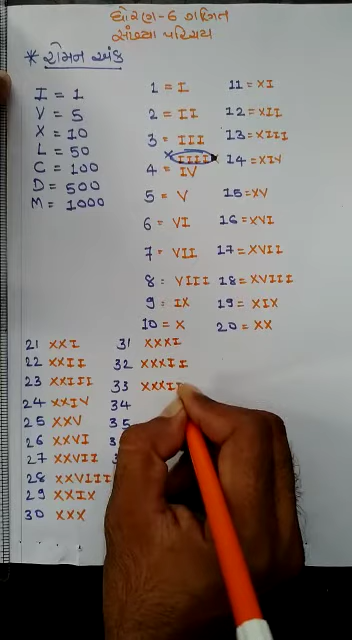 ધોરણ-6 ગણિત
સંખ્યા પરિચય
* રોમન અંક
I = 1
V = 5
X = 10
L = 50
C = 100
D = 500
M = 1000
1 = I
2 = II
3 = III
× IIII
4 = IV
5 = V
6 = VI
7 = VII
8 = VIII
9 = IX
10 = X
11 = XI
12 = XII
13 = XIII
14 = XIV
15 = XV
16 = XVI
17 = XVII
18 = XVIII
19 = XIX
20 = XX
21 XXI
22 XXII
23 XXIII
24 XXIV
25 XXV
26 XXVI
27 XXVII
28 XXVIII
29 XXIX
30 XXX
31 XXXI
32 XXXII
33 XXXII
34
35